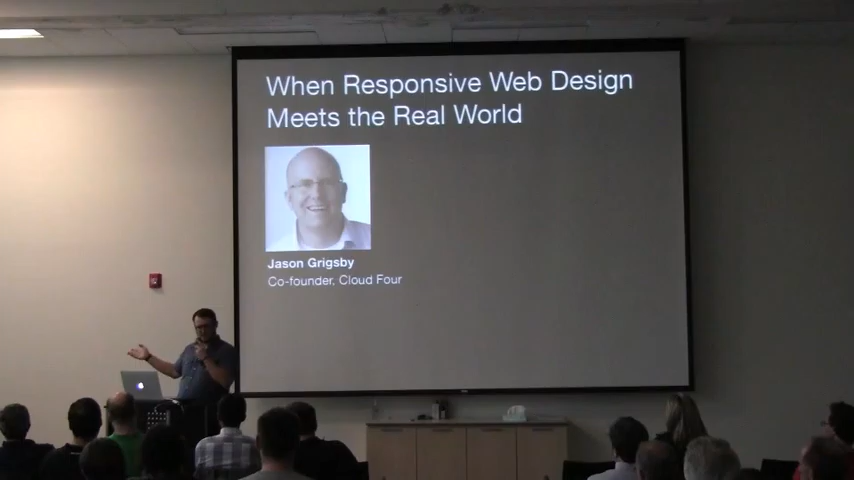 When Responsive Web Design
Meets the Real World
Jason Grigsby
Co-founder, Cloud Four